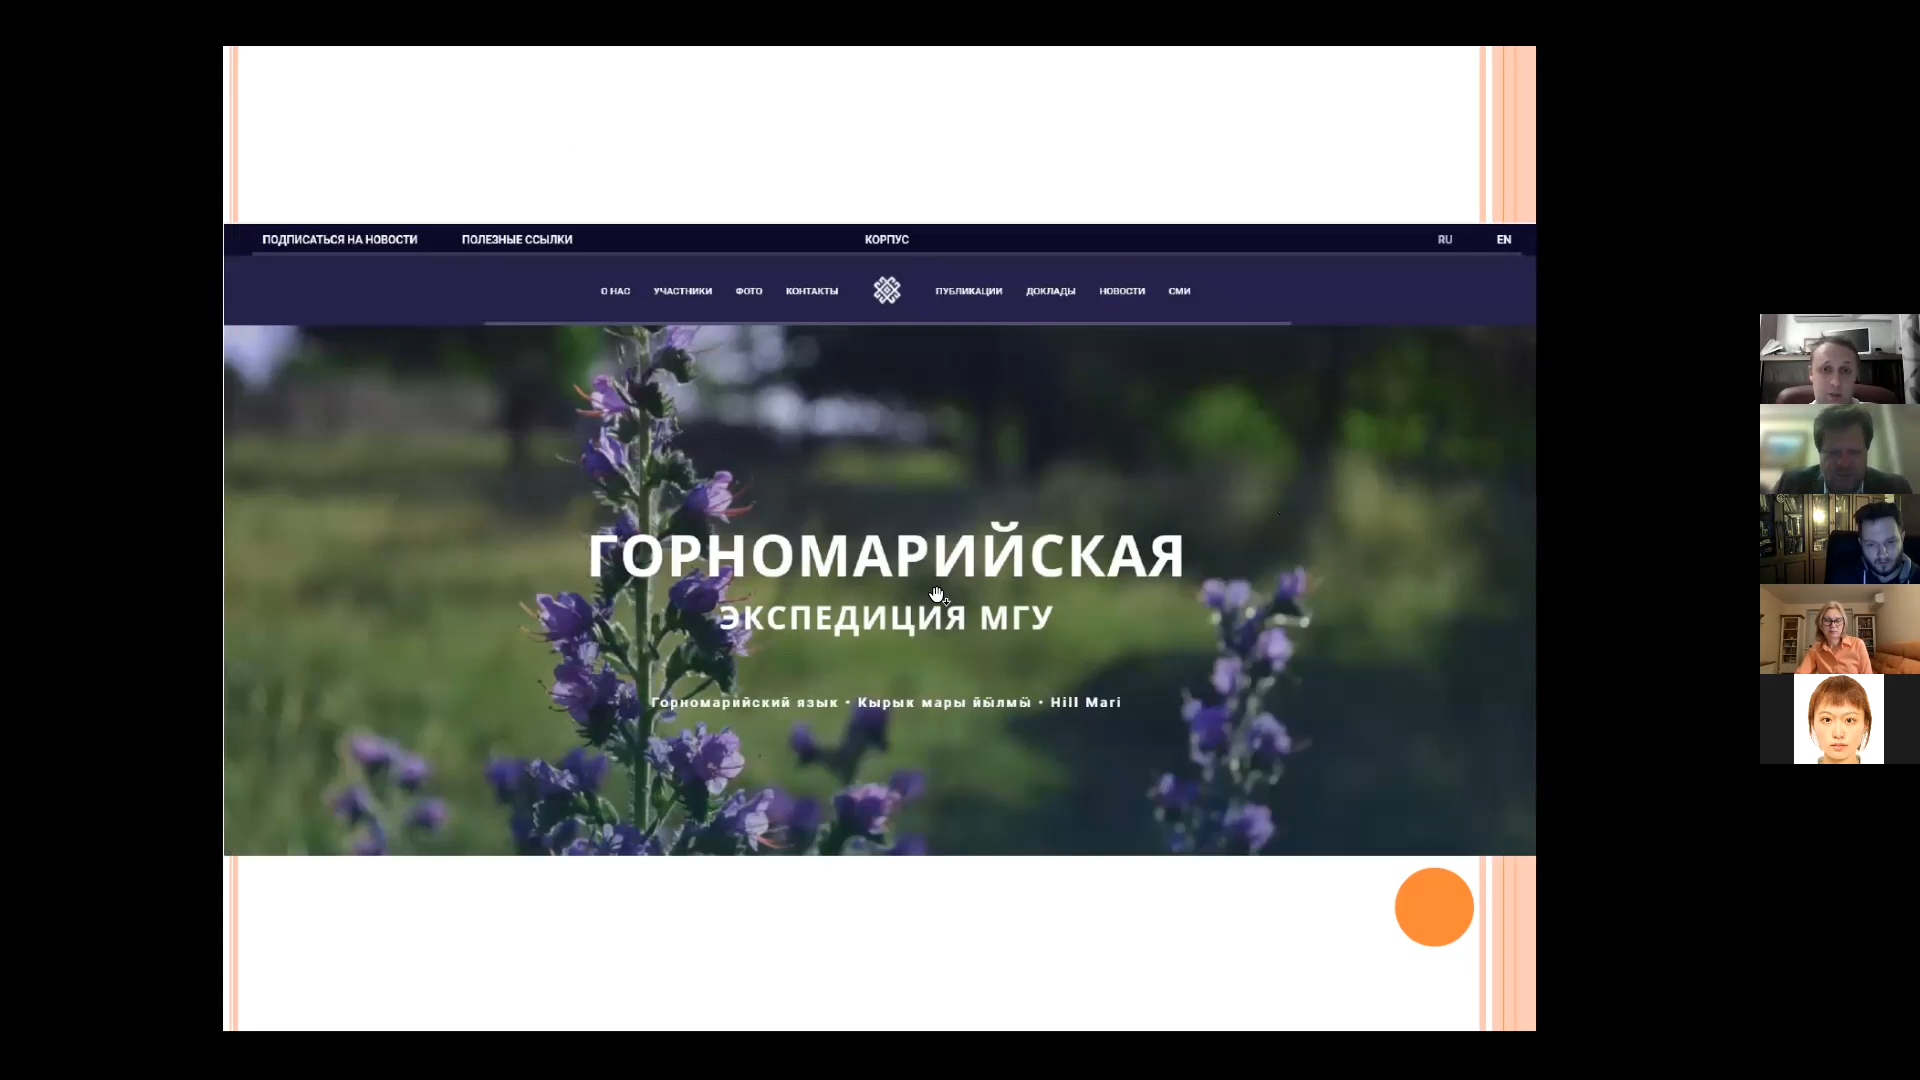 ПОДПИСАТЬСЯ НА НОВОСТИ ПОЛЕЗНЫЕ ССЫЛКИ КОРПУС RU EN
О НАС УЧАСТНИКИ ФОТО КОНТАКТЫ ПУБЛИКАЦИИ ДОКЛАДЫ НОВОСТИ СМИ
ГОРНОМАРИЙСКАЯ
ЭКСПЕДИЦИЯ МГУ
Горномарийский язык • Кырык мары йӹлмӹ • Hill Mari